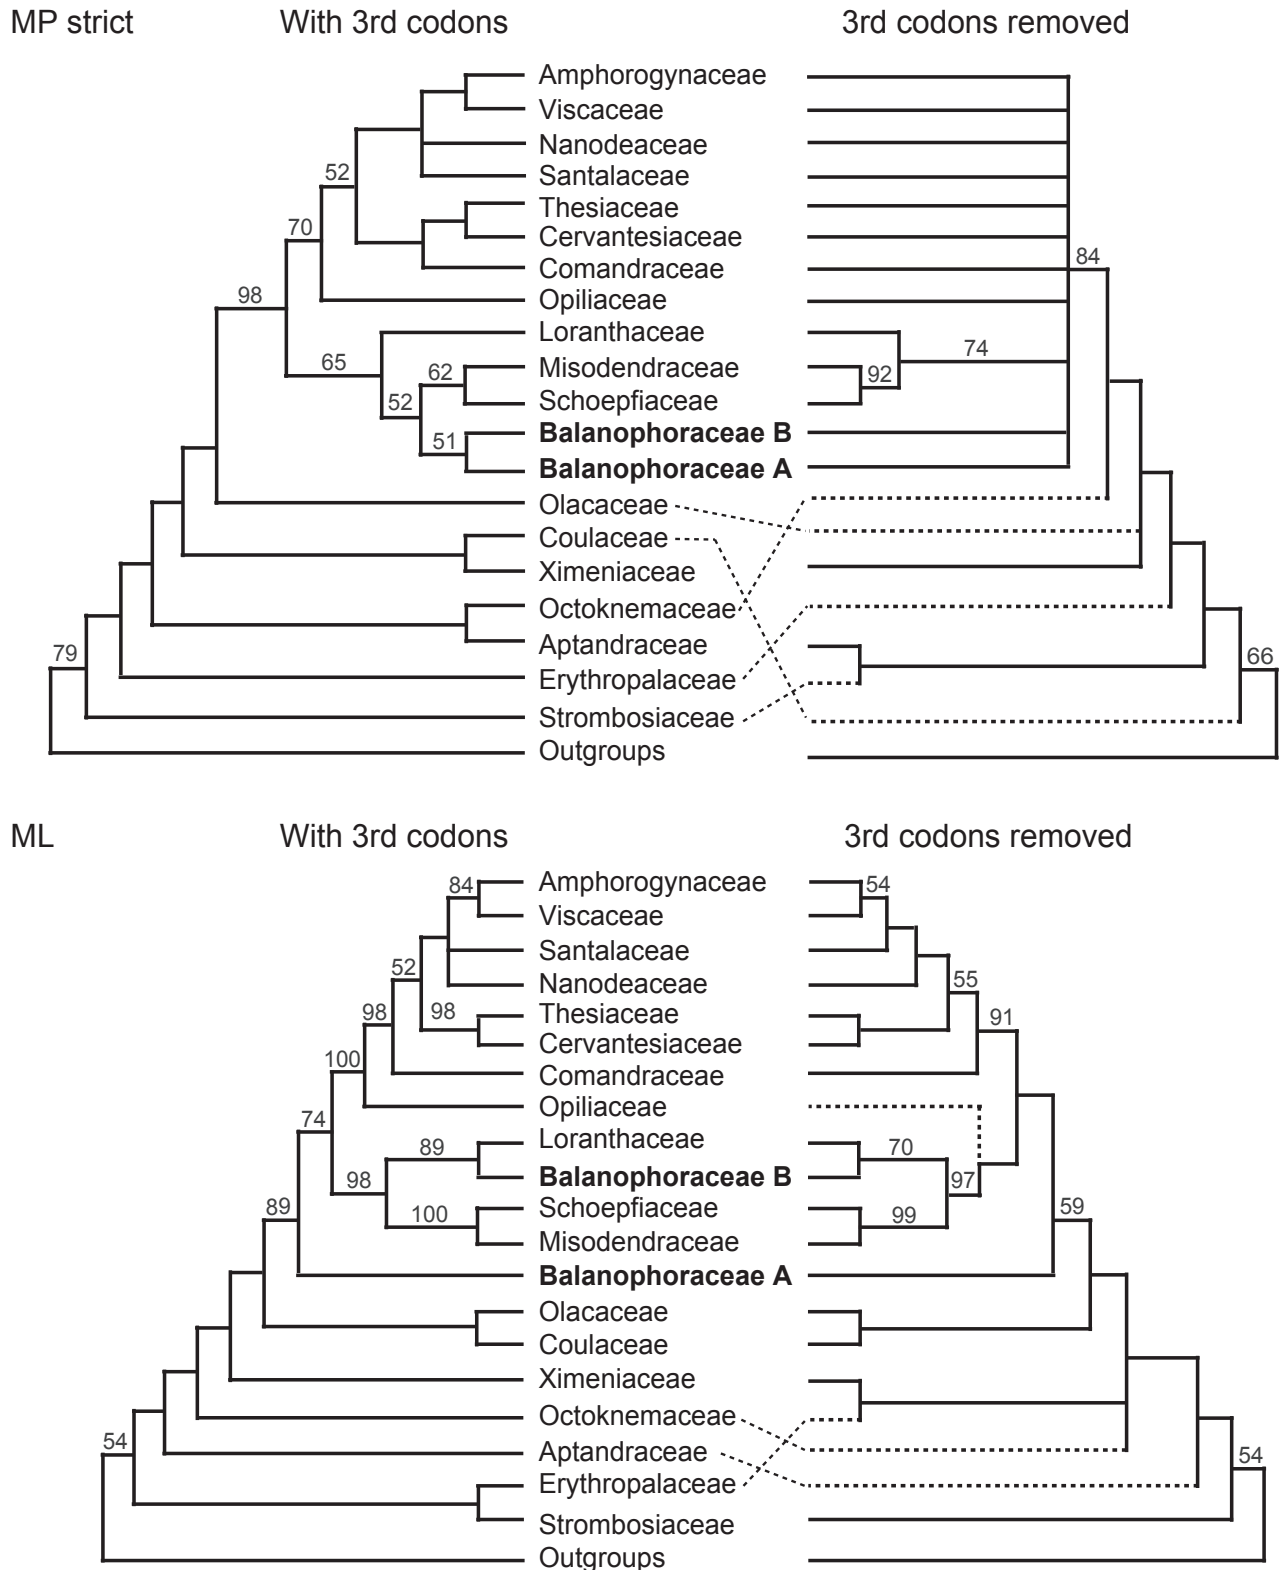 MP strict
With 3rd codons
3rd codons removed
Amphorogynaceae
Viscaceae
Nanodeaceae
Santalaceae
52
Thesiaceae
70
Cervantesiaceae
84
Comandraceae
98
Opiliaceae
Loranthaceae
65
62
Misodendraceae
74
92
52
Schoepfiaceae
51
Balanophoraceae B
Balanophoraceae A
Olacaceae
Coulaceae
Ximeniaceae
Octoknemaceae
Aptandraceae
79
66
Erythropalaceae
Strombosiaceae
Outgroups
ML
With 3rd codons
3rd codons removed
84
Amphorogynaceae
54
Viscaceae
Santalaceae
52
Nanodeaceae
55
98
98
Thesiaceae
91
Cervantesiaceae
100
Comandraceae
74
Opiliaceae
89
Loranthaceae
70
98
Balanophoraceae B
97
89
100
Schoepfiaceae
99
59
Misodendraceae
Balanophoraceae A
Olacaceae
Coulaceae
Ximeniaceae
Octoknemaceae
54
Aptandraceae
54
Erythropalaceae
Strombosiaceae
Outgroups